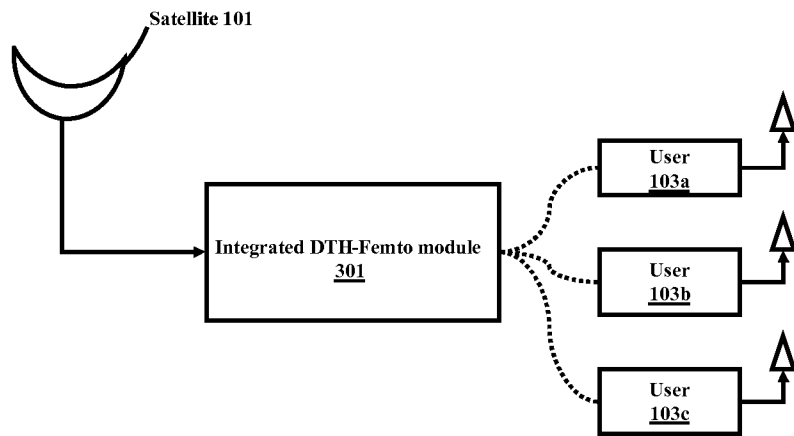 Satellite 101
User
103a
Integrated DTH-Femto module
301
User
103b
User
103c